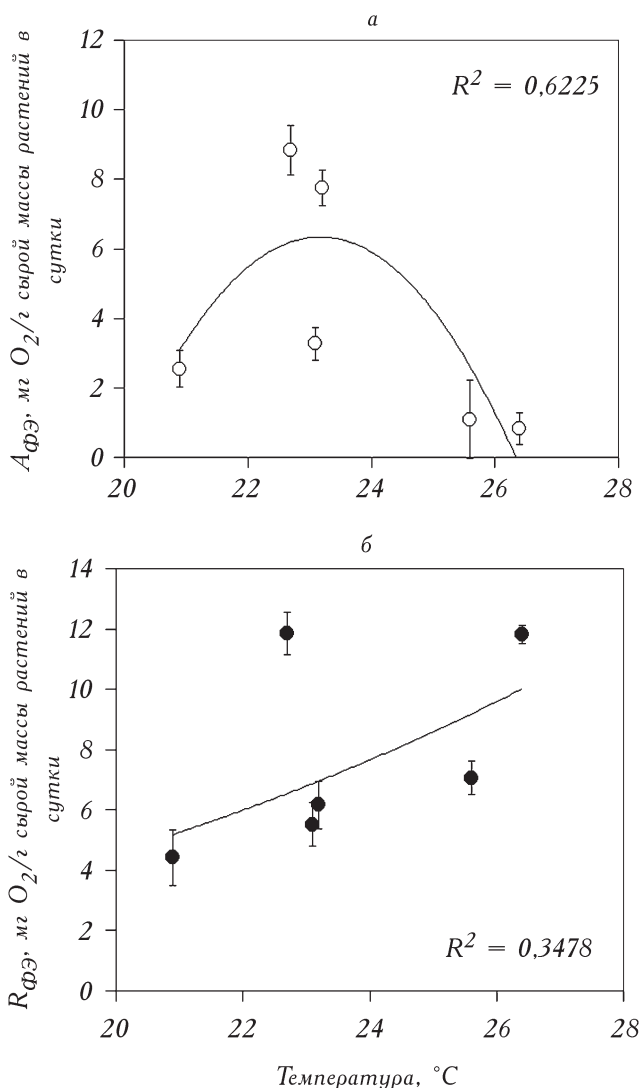 а
12
10
8
6
4
2
0
20 22 24 26 28
R² = 0,6225
Aфэ, мг O₂/г сырой массы растений в
сутки
б
14
12
10
8
6
4
2
0
20 22 24 26 28
R² = 0,3478
Rфэ, мг O₂/г сырой массы растений в
сутки
Температура, °C